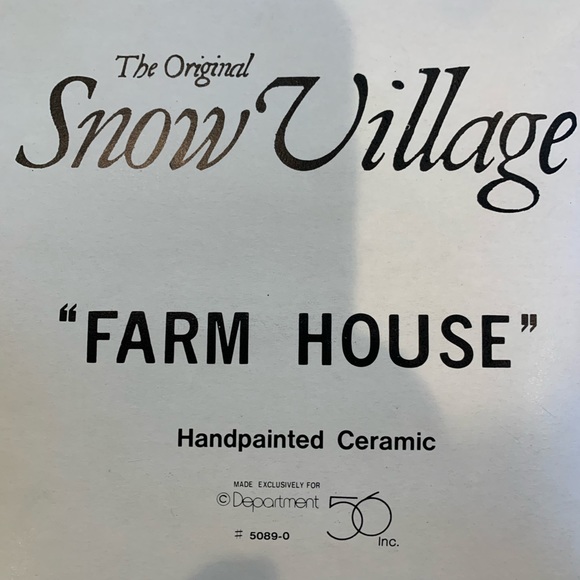 The Original
Snow Village
“FARM HOUSE”
Handpainted Ceramic
MADE EXCLUSIVELY FOR
© Department 56 Inc.
# 5089-0